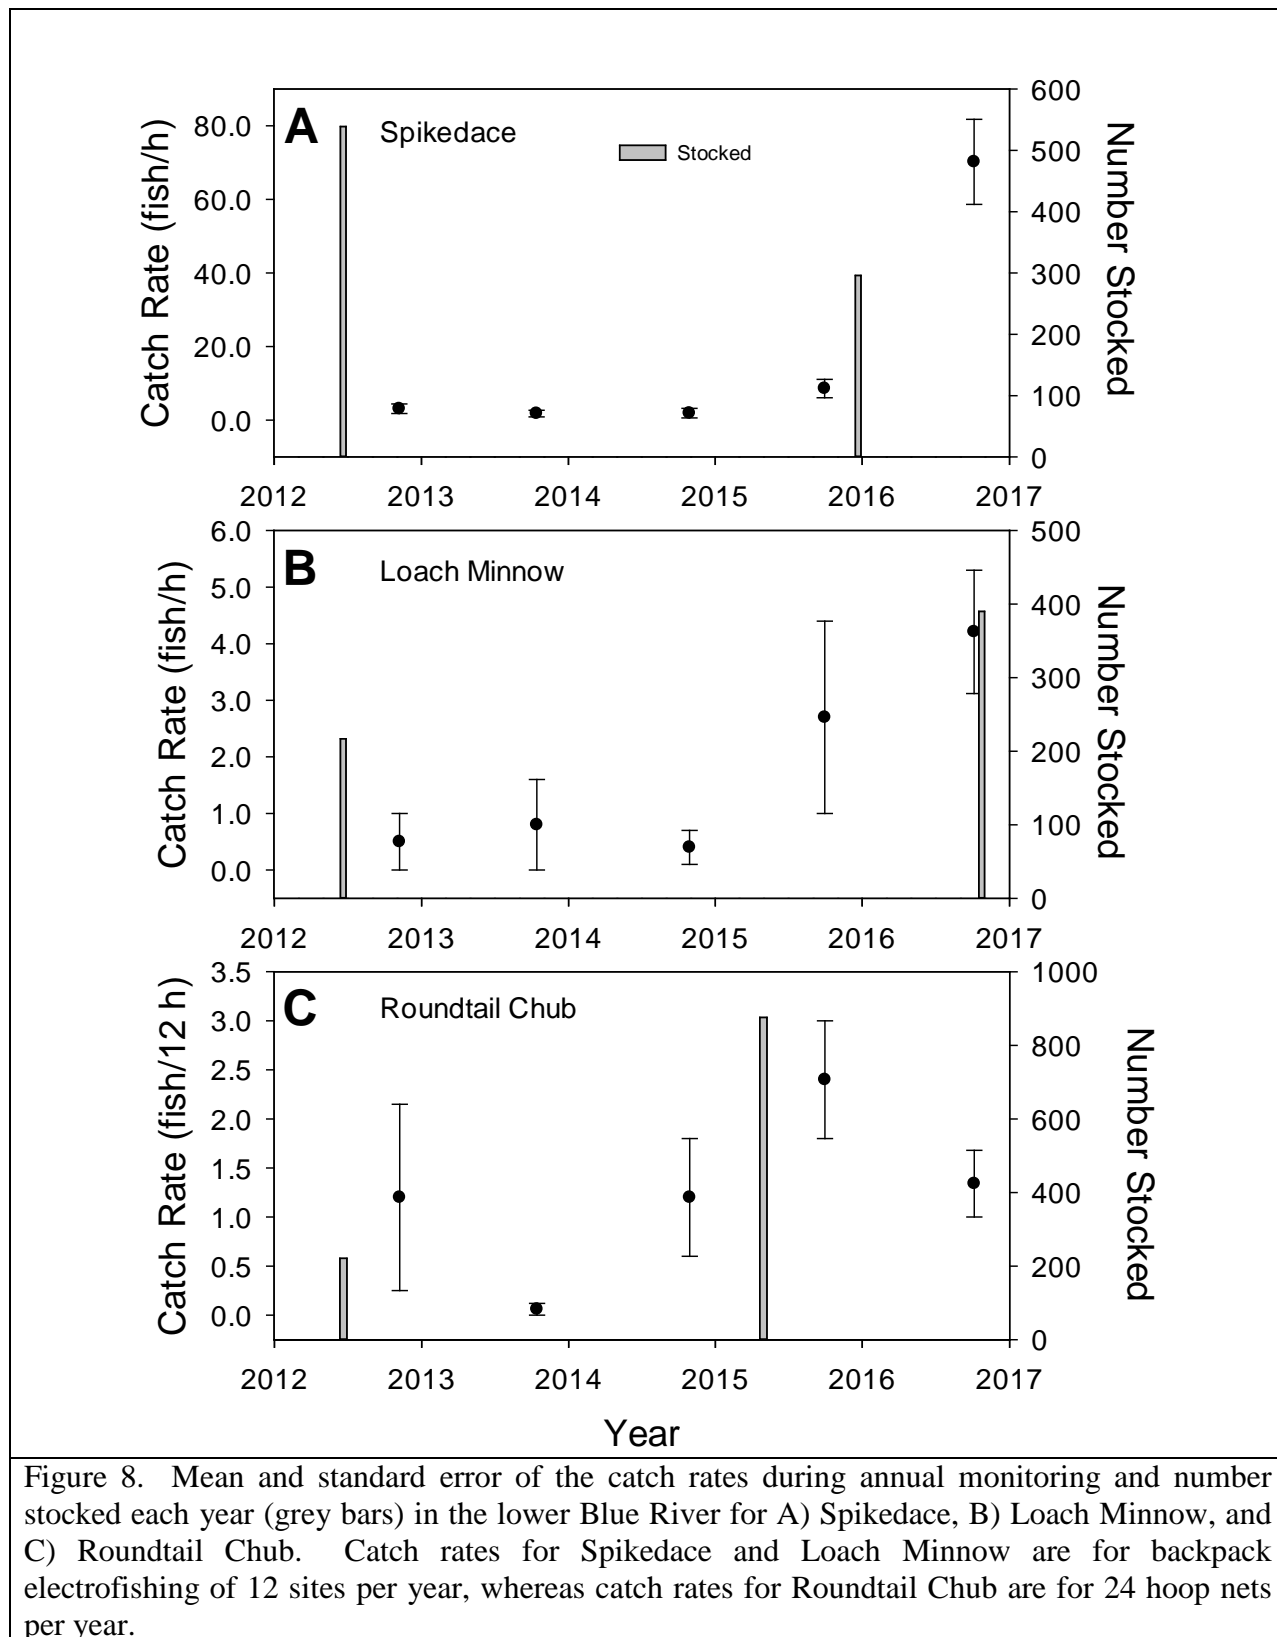 A Spikedace
Stocked
Catch Rate (fish/h)
80.0
60.0
40.0
20.0
0.0
Number Stocked
600
500
400
300
200
100
0
2012 2013 2014 2015 2016 2017
B Loach Minnow
Catch Rate (fish/h)
6.0
5.0
4.0
3.0
2.0
1.0
0.0
Number Stocked
500
400
300
200
100
0
2012 2013 2014 2015 2016 2017
C Roundtail Chub
Catch Rate (fish/12 h)
3.5
3.0
2.5
2.0
1.5
1.0
0.5
0.0
Number Stocked
1000
800
600
400
200
0
2012 2013 2014 2015 2016 2017
Year
Figure 8. Mean and standard error of the catch rates during annual monitoring and number
stocked each year (grey bars) in the lower Blue River for A) Spikedace, B) Loach Minnow, and
C) Roundtail Chub. Catch rates for Spikedace and Loach Minnow are for backpack
electrofishing of 12 sites per year, whereas catch rates for Roundtail Chub are for 24 hoop nets
per year.